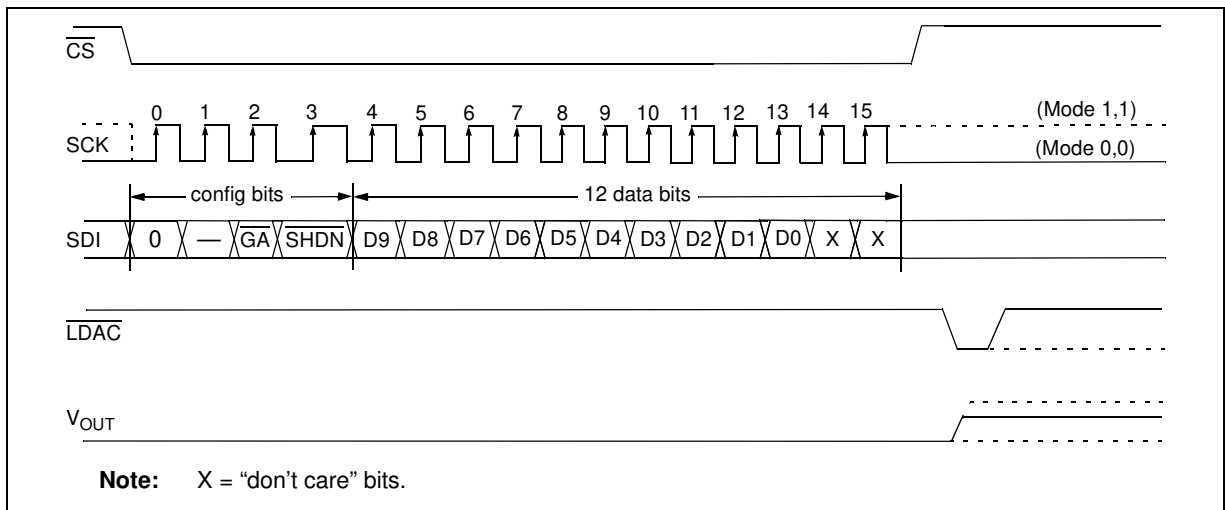 CS
0 1 2 3 4 5 6 7 8 9 10 11 12 13 14 15
(Mode 1,1)
SCK
(Mode 0,0)
config bits
12 data bits
SDI 0 — GA SHDN D9 D8 D7 D6 D5 D4 D3 D2 D1 D0 X X
LDAC
VOUT
Note: X = “don't care” bits.